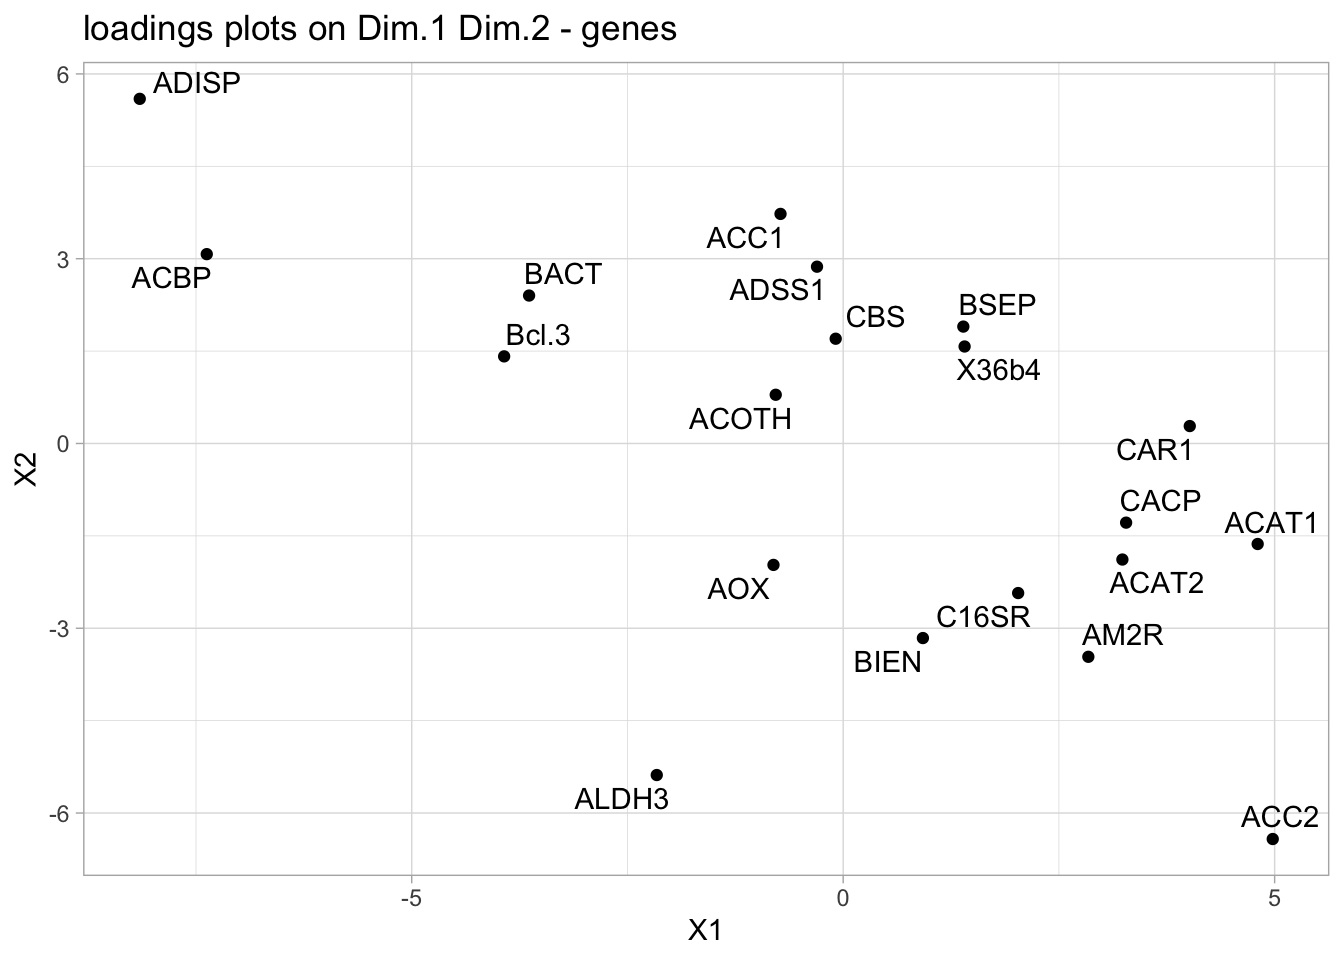 loadings plots on Dim.1 Dim.2 - genes
6
ADISP
ACC1
3
ACBP
BACT
ADSS1
BSEP
CBS
Bcl.3
X36b4
ACOTH
0
CAR1
X2
CACP
ACAT1
ACAT2
AOX
C16SR
-3
AM2R
BIEN
ALDH3
-6
ACC2
-5
0
5
X1